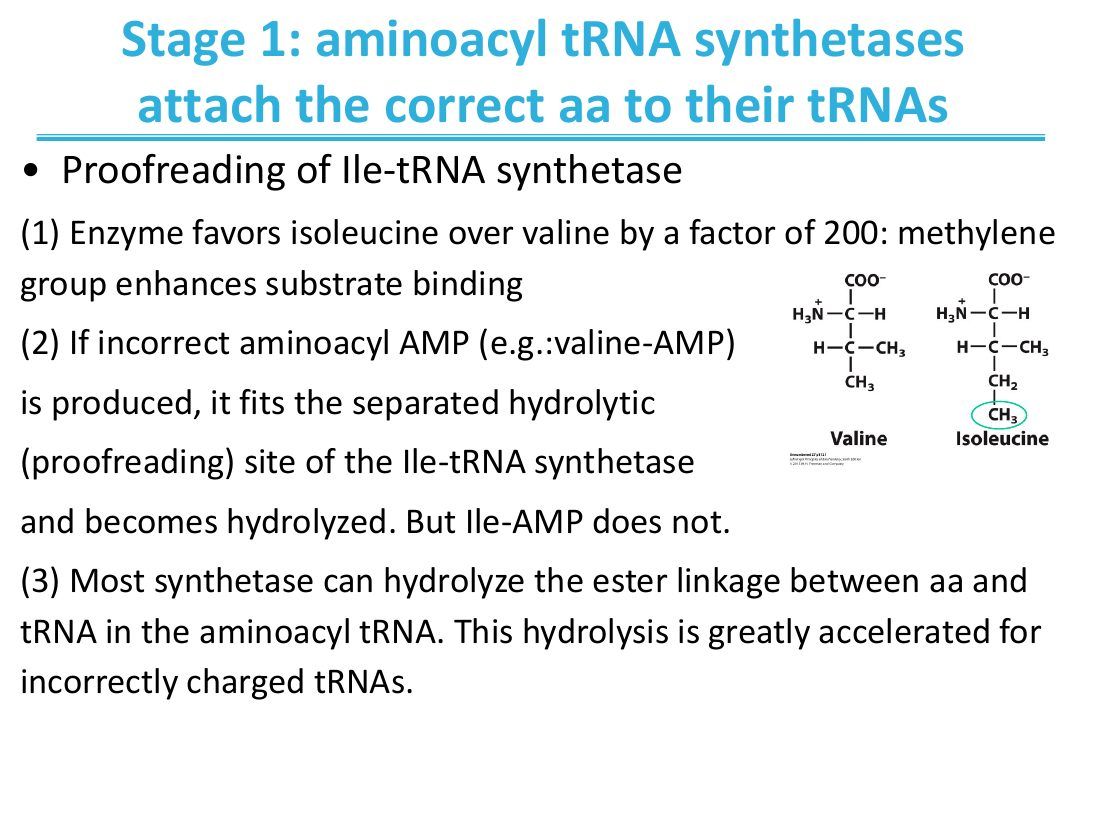 Stage 1: aminoacyl tRNA synthetases
attach the correct aa to their tRNAs
• Proofreading of Ile-tRNA synthetase
(1) Enzyme favors isoleucine over valine by a factor of 200: methylene
group enhances substrate binding
(2) If incorrect aminoacyl AMP (e.g.:valine-AMP)
is produced, it fits the separated hydrolytic
(proofreading) site of the Ile-tRNA synthetase
and becomes hydrolyzed. But Ile-AMP does not.
(3) Most synthetase can hydrolyze the ester linkage between aa and
tRNA in the aminoacyl tRNA. This hydrolysis is greatly accelerated for
incorrectly charged tRNAs.
COO⁻
H₃N⁺—C—H
H—C—CH₃
CH₃
Valine
COO⁻
H₃N⁺—C—H
H—C—CH₃
CH₂
CH₃
Isoleucine